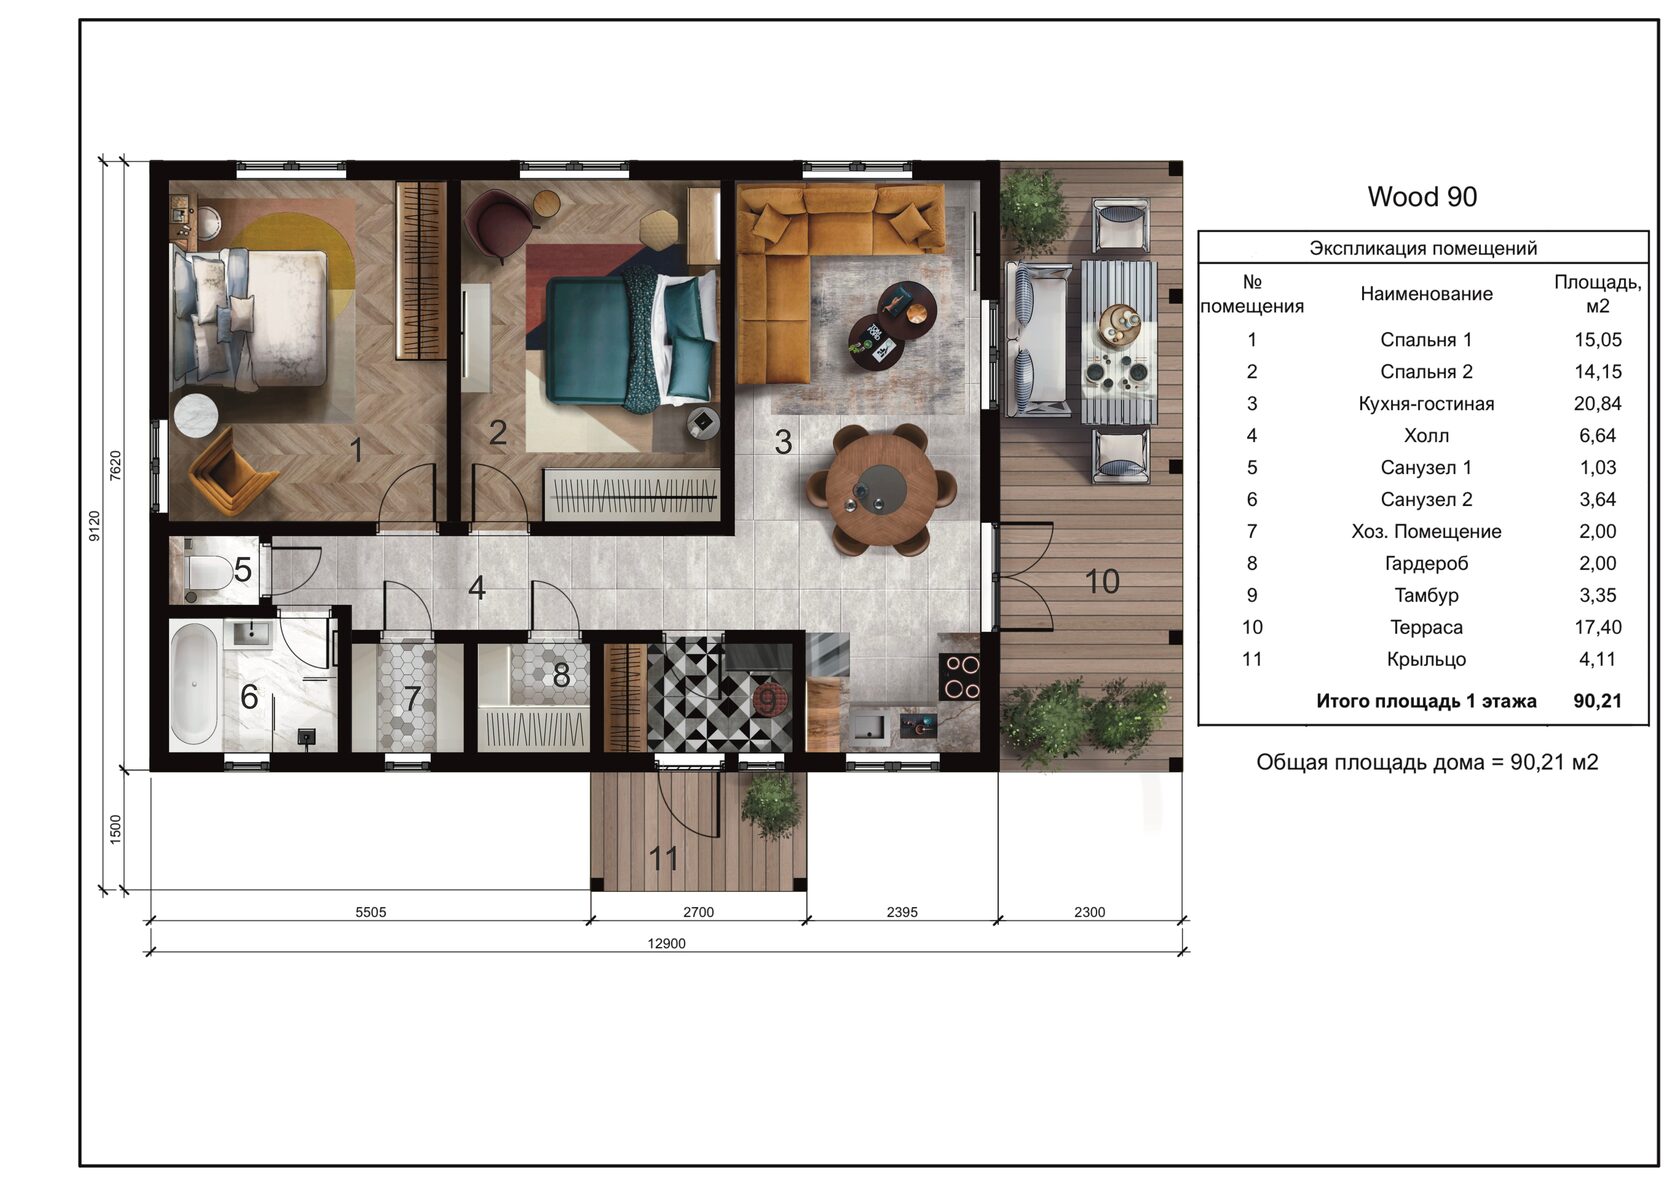 Wood 90
Экспликация помещений
№ помещения Наименование Площадь, м2
1 Спальня 1 15,05
2 Спальня 2 14,15
3 Кухня-гостиная 20,84
4 Холл 6,64
5 Санузел 1 1,03
6 Санузел 2 3,64
7 Хоз. Помещение 2,00
8 Гардероб 2,00
9 Тамбур 3,35
10 Терраса 17,40
11 Крыльцо 4,11
Итого площадь 1 этажа 90,21
Общая площадь дома = 90,21 м2
1
2
3
4
5
6
7
8
9
10
11
7620
9120
1500
5505
2700
2395
2300
12900